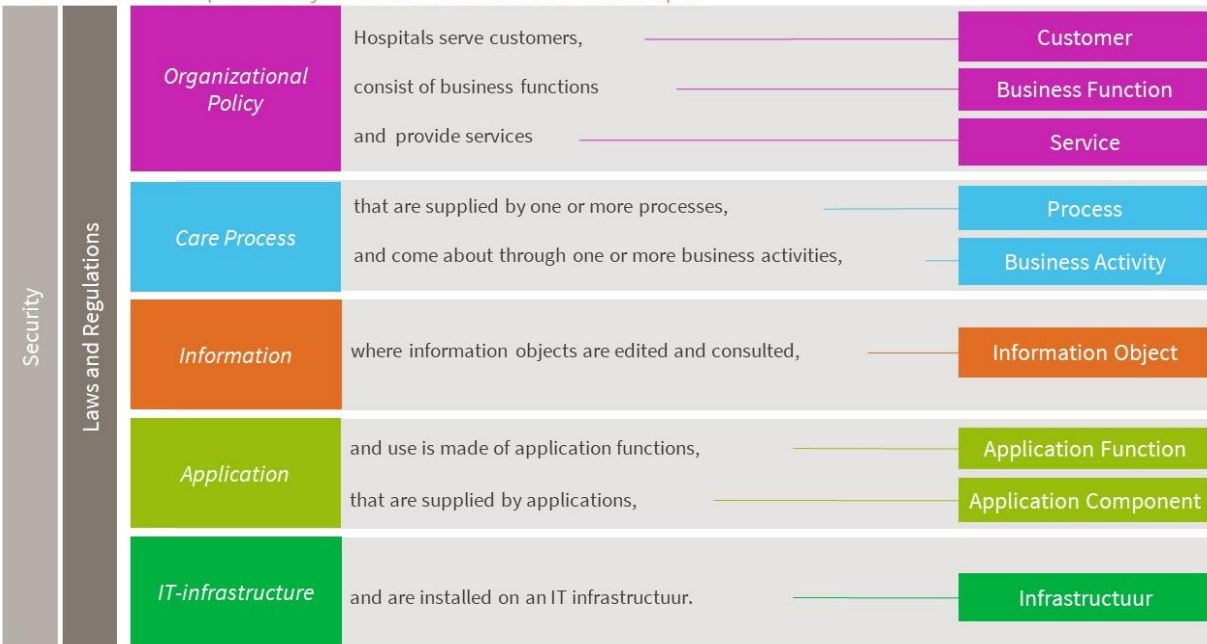 Security
Laws and Regulations
Organizational
Policy
Hospitals serve customers,
Customer
consist of business functions
Business Function
and provide services
Service
Care Process
that are supplied by one or more processes,
Process
and come about through one or more business activities,
Business Activity
Information
where information objects are edited and consulted,
Information Object
Application
and use is made of application functions,
Application Function
that are supplied by applications,
Application Component
IT-infrastructure
and are installed on an IT infrastructuur.
Infrastructuur